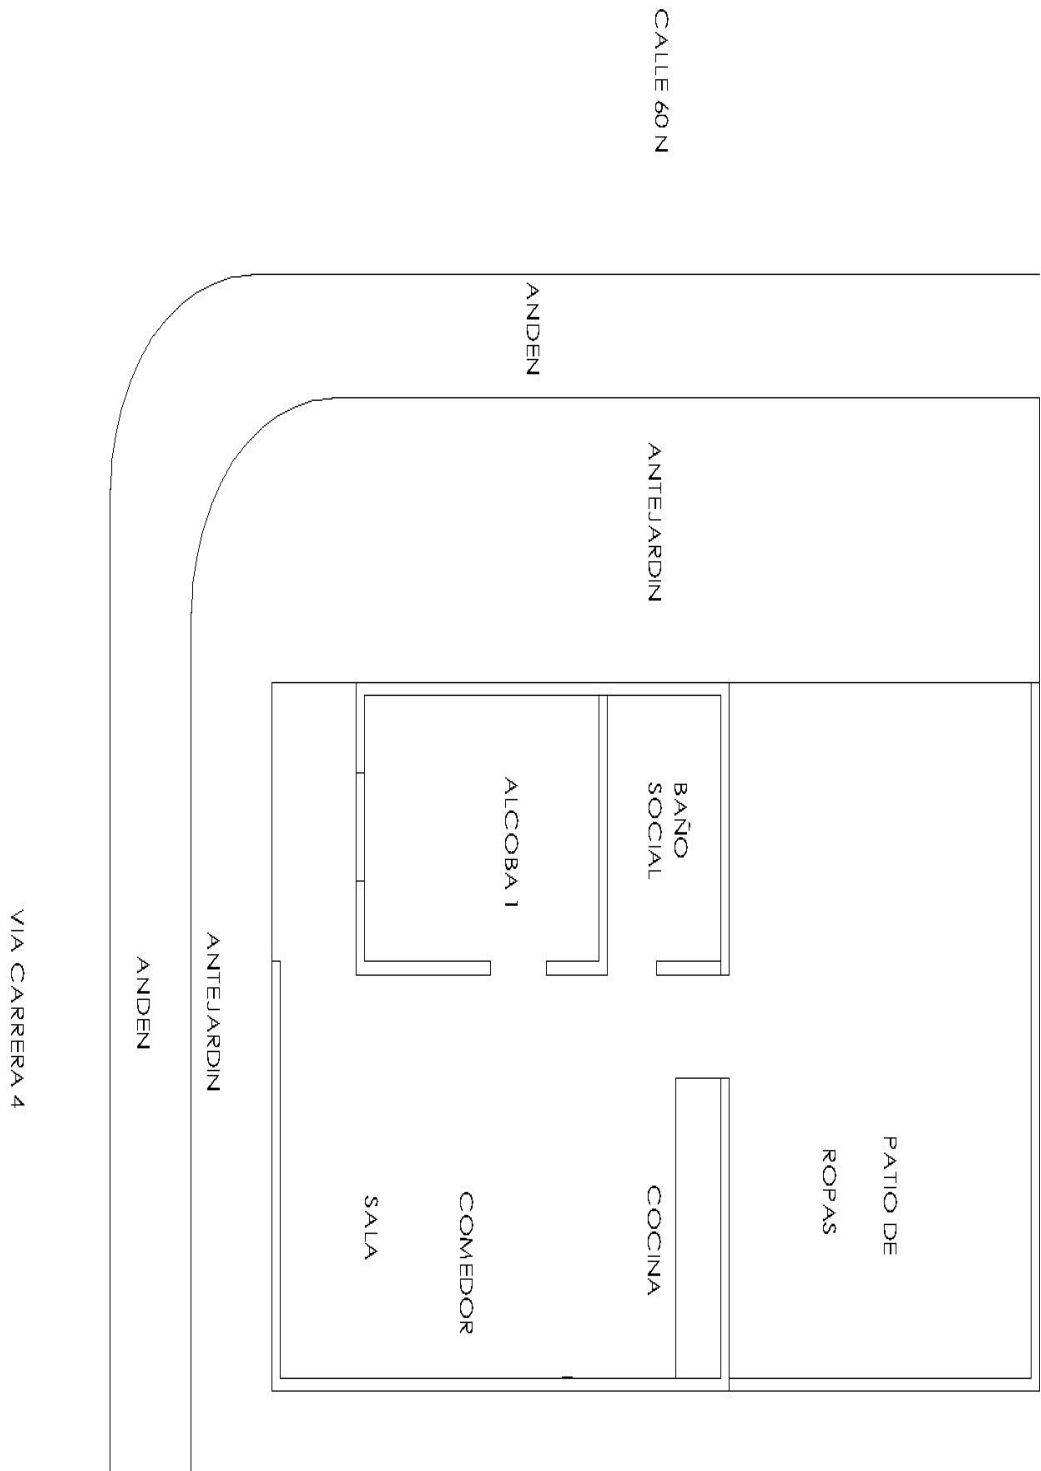 CALLE 60 N
ANDEN
ANTEJARDIN
BAÑO
SOCIAL
ALCOBA 1
PATIO DE
ROPAS
COCINA
COMEDOR
SALA
ANTEJARDIN
ANDEN
VIA CARRERA 4